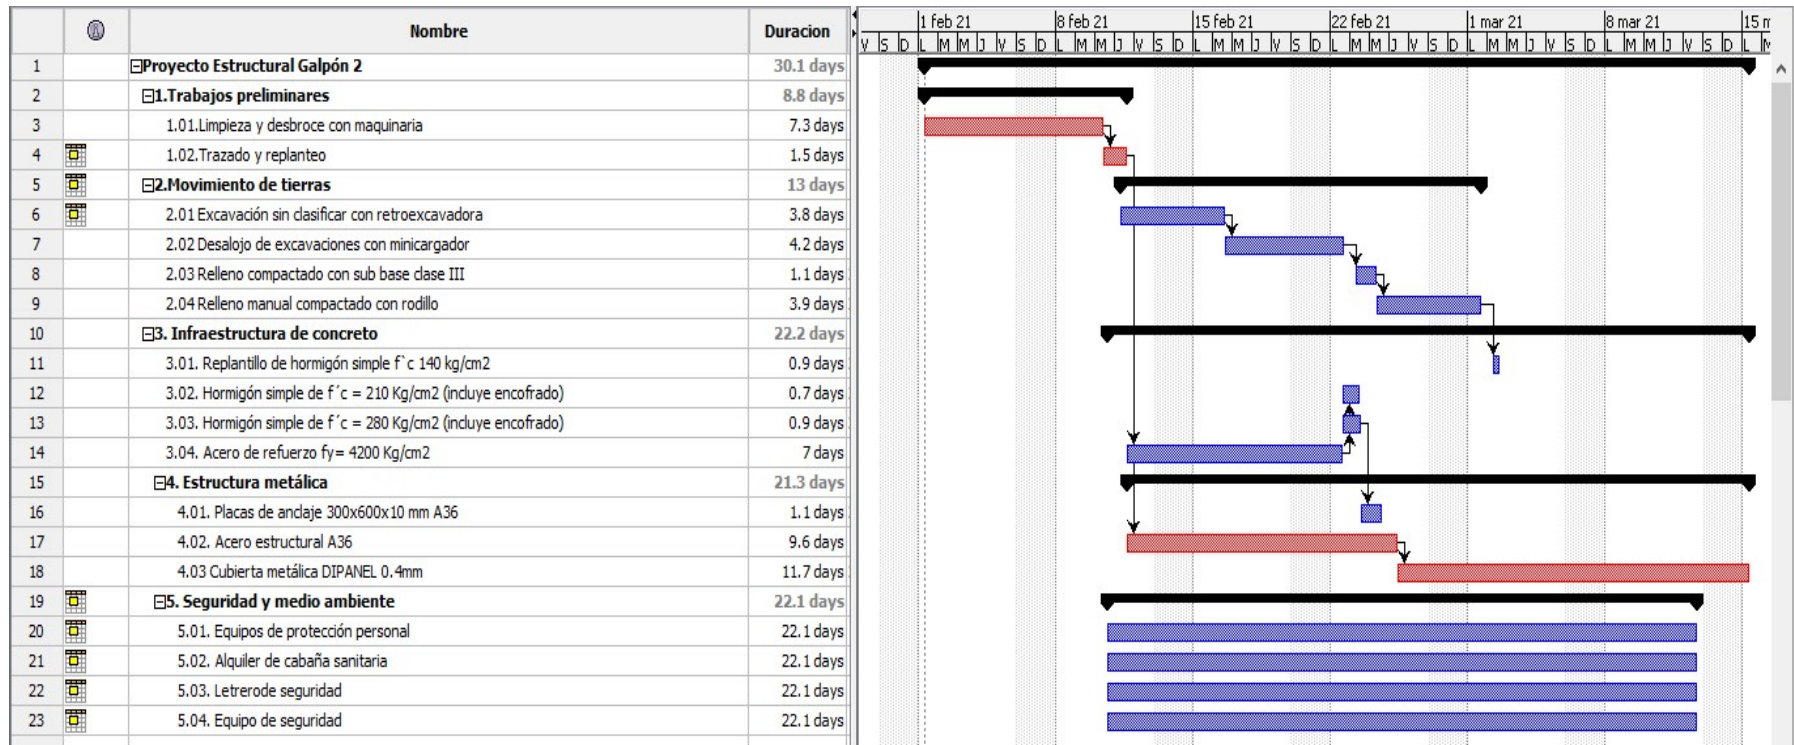 Nombre Duracion
1 feb 21 8 feb 21 15 feb 21 22 feb 21 1 mar 21 8 mar 21 15 m
V S D L M M J V S D L M M J V S D L M M J V S D L M M J V S D L M M J V S D L M M J V S D L M
1 Proyecto Estructural Galpón 2 30.1 days
2 1.Trabajos preliminares 8.8 days
3 1.01.Limpieza y desbroce con maquinaria 7.3 days
4 1.02.Trazado y replanteo 1.5 days
5 2.Movimiento de tierras 13 days
6 2.01 Excavación sin clasificar con retroexcavadora 3.8 days
7 2.02 Desalojo de excavaciones con minicargador 4.2 days
8 2.03 Relleno compactado con sub base clase III 1.1 days
9 2.04 Relleno manual compactado con rodillo 3.9 days
10 3. Infraestructura de concreto 22.2 days
11 3.01. Replantillo de hormigón simple f`c 140 kg/cm2 0.9 days
12 3.02. Hormigón simple de f´c = 210 Kg/cm2 (incluye encofrado) 0.7 days
13 3.03. Hormigón simple de f´c = 280 Kg/cm2 (incluye encofrado) 0.9 days
14 3.04. Acero de refuerzo fy= 4200 Kg/cm2 7 days
15 4. Estructura metálica 21.3 days
16 4.01. Placas de anclaje 300x600x10 mm A36 1.1 days
17 4.02. Acero estructural A36 9.6 days
18 4.03 Cubierta metálica DIPANEL 0.4mm 11.7 days
19 5. Seguridad y medio ambiente 22.1 days
20 5.01. Equipos de protección personal 22.1 days
21 5.02. Alquiler de cabaña sanitaria 22.1 days
22 5.03. Letrerode seguridad 22.1 days
23 5.04. Equipo de seguridad 22.1 days